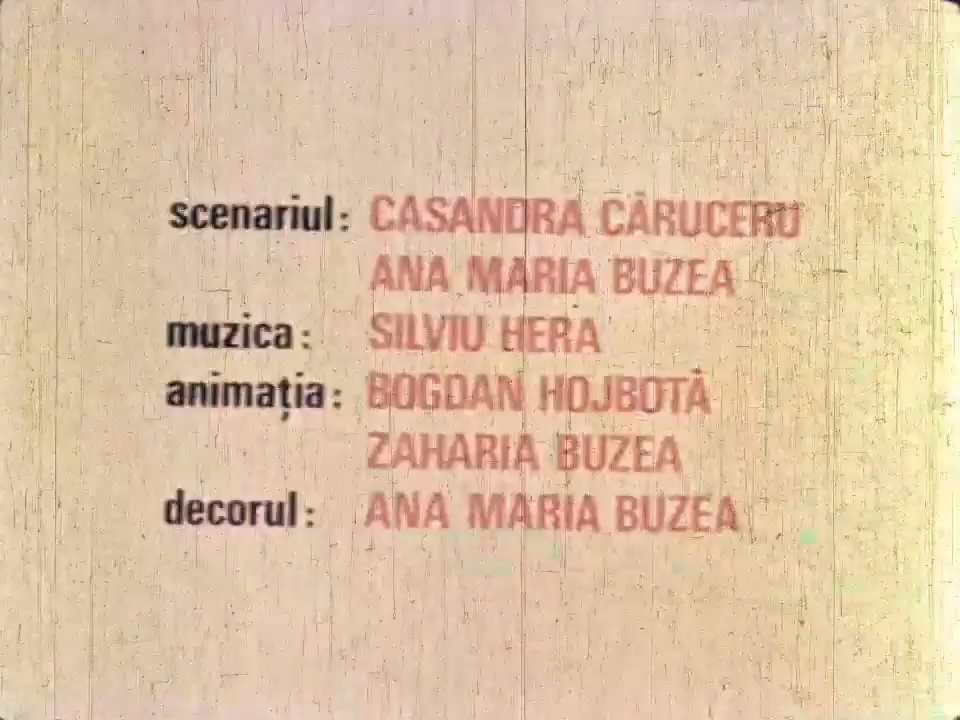 scenariul: CASANDRA CĂRUCERU
ANA MARIA BUZEA
muzica: SILVIU HERA
animația: BOGDAN HOJBOTĂ
ZAHARIA BUZEA
decorul: ANA MARIA BUZEA